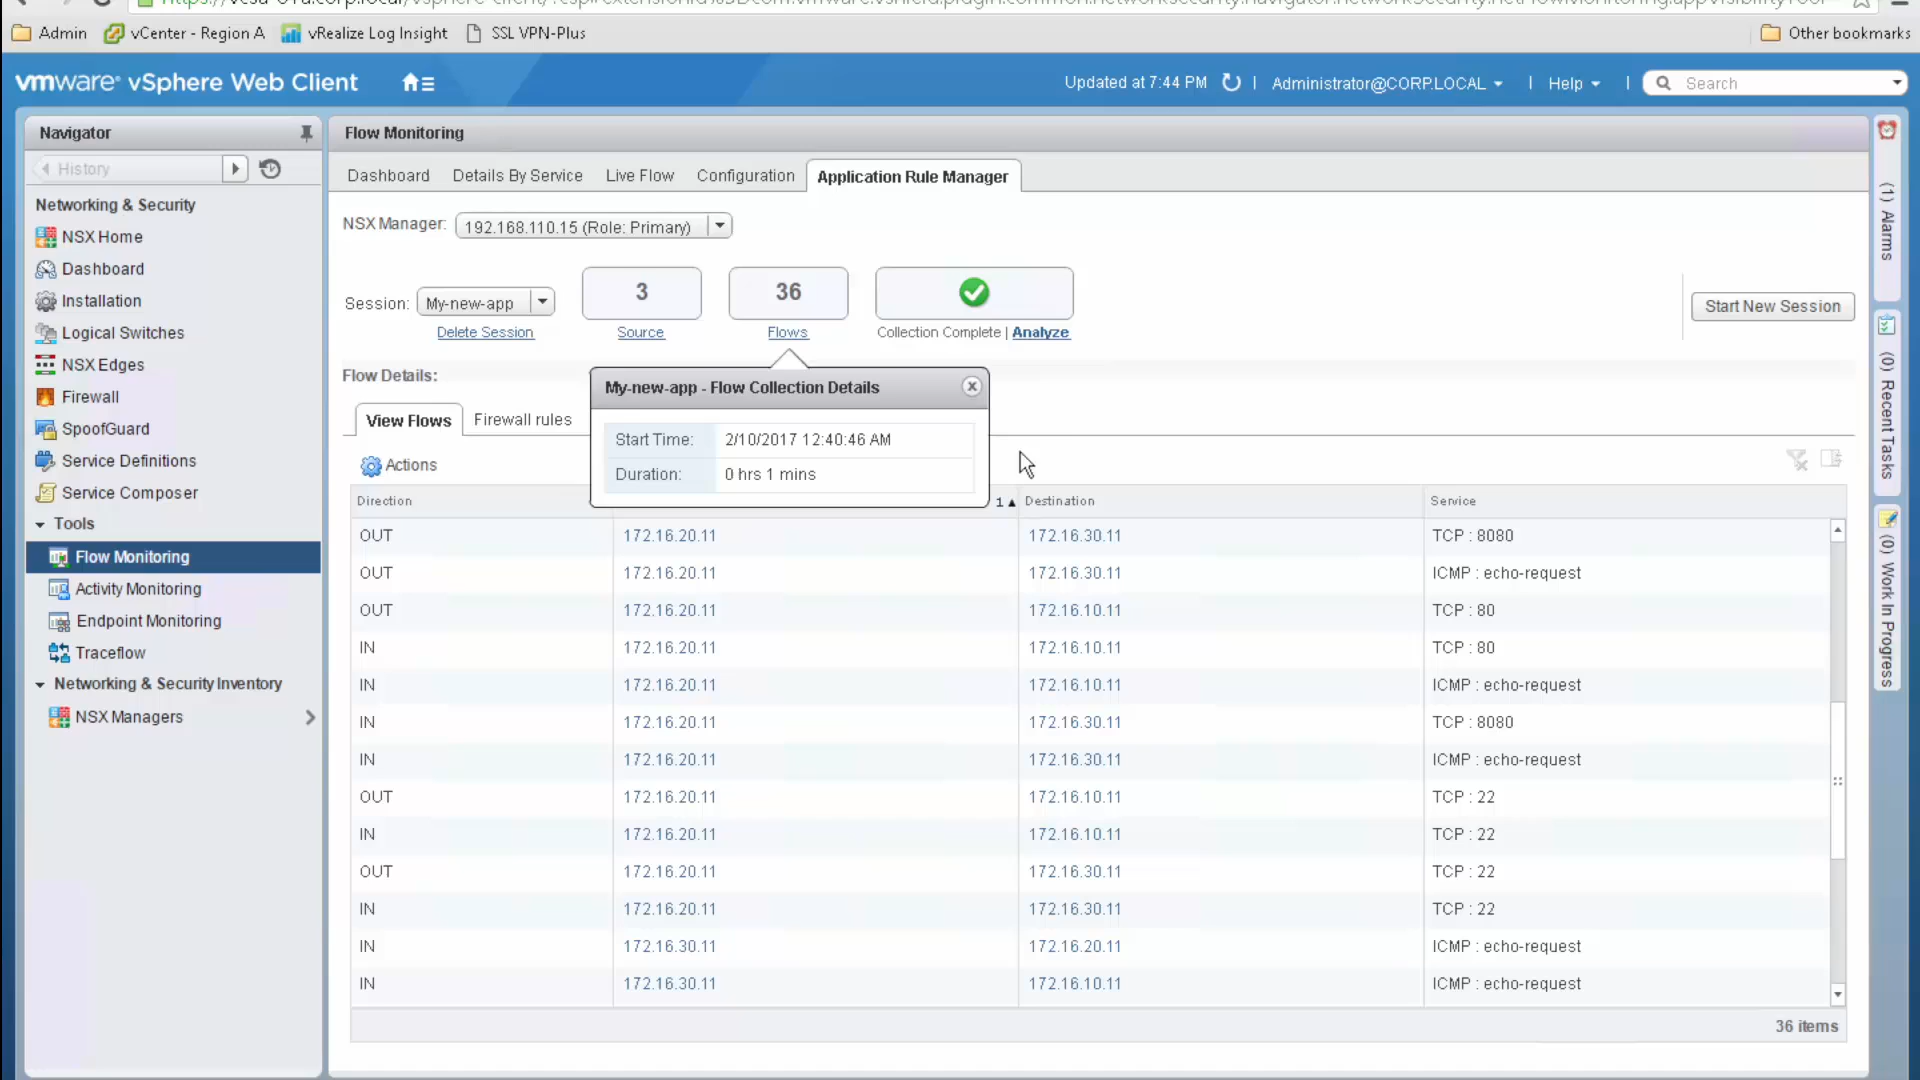 Admin vCenter - Region A vRealize Log Insight SSL VPN-Plus Other bookmarks
vmware® vSphere Web Client Updated at 7:44 PM | Administrator@CORP.LOCAL | Help | Search
Navigator
History
Networking & Security
NSX Home
Dashboard
Installation
Logical Switches
NSX Edges
Firewall
SpoofGuard
Service Definitions
Service Composer
Tools
Flow Monitoring
Activity Monitoring
Endpoint Monitoring
Traceflow
Networking & Security Inventory
NSX Managers
Flow Monitoring
Dashboard Details By Service Live Flow Configuration Application Rule Manager
NSX Manager: 192.168.110.15 (Role: Primary)
Session: My-new-app 3 36
Delete Session Source Flows Collection Complete | Analyze
Start New Session
Flow Details:
My-new-app - Flow Collection Details
Start Time: 2/10/2017 12:40:46 AM
Duration: 0 hrs 1 mins
View Flows Firewall rules
Actions
Direction 1 Destination Service
OUT 172.16.20.11 172.16.30.11 TCP : 8080
OUT 172.16.20.11 172.16.30.11 ICMP : echo-request
OUT 172.16.20.11 172.16.10.11 TCP : 80
IN 172.16.20.11 172.16.10.11 TCP : 80
IN 172.16.20.11 172.16.10.11 ICMP : echo-request
IN 172.16.20.11 172.16.30.11 TCP : 8080
IN 172.16.20.11 172.16.30.11 ICMP : echo-request
OUT 172.16.20.11 172.16.10.11 TCP : 22
IN 172.16.20.11 172.16.10.11 TCP : 22
OUT 172.16.20.11 172.16.30.11 TCP : 22
IN 172.16.20.11 172.16.30.11 TCP : 22
IN 172.16.30.11 172.16.20.11 ICMP : echo-request
IN 172.16.30.11 172.16.10.11 ICMP : echo-request
36 items
(1) Alarms
(0) Recent Tasks
(0) Work In Progress